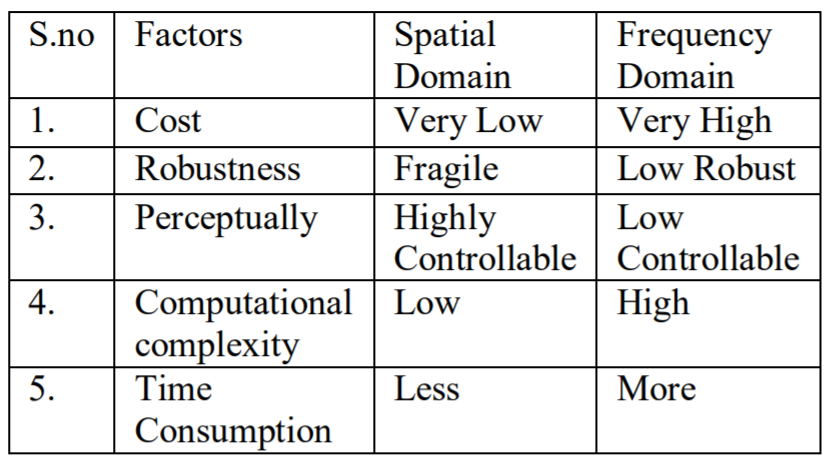 S.no Factors Spatial Domain Frequency Domain
1. Cost Very Low Very High
2. Robustness Fragile Low Robust
3. Perceptually Highly Controllable Low Controllable
4. Computational complexity Low High
5. Time Consumption Less More